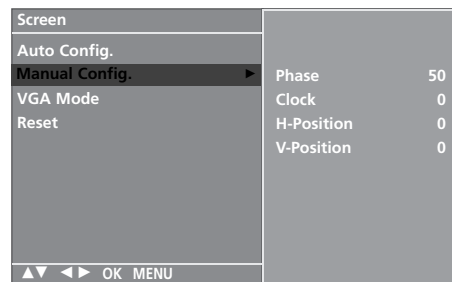 Screen
Auto Config.
Manual Config. ►
VGA Mode
Reset
Phase 50
Clock 0
H-Position 0
V-Position 0
▲▼ ◄► OK MENU